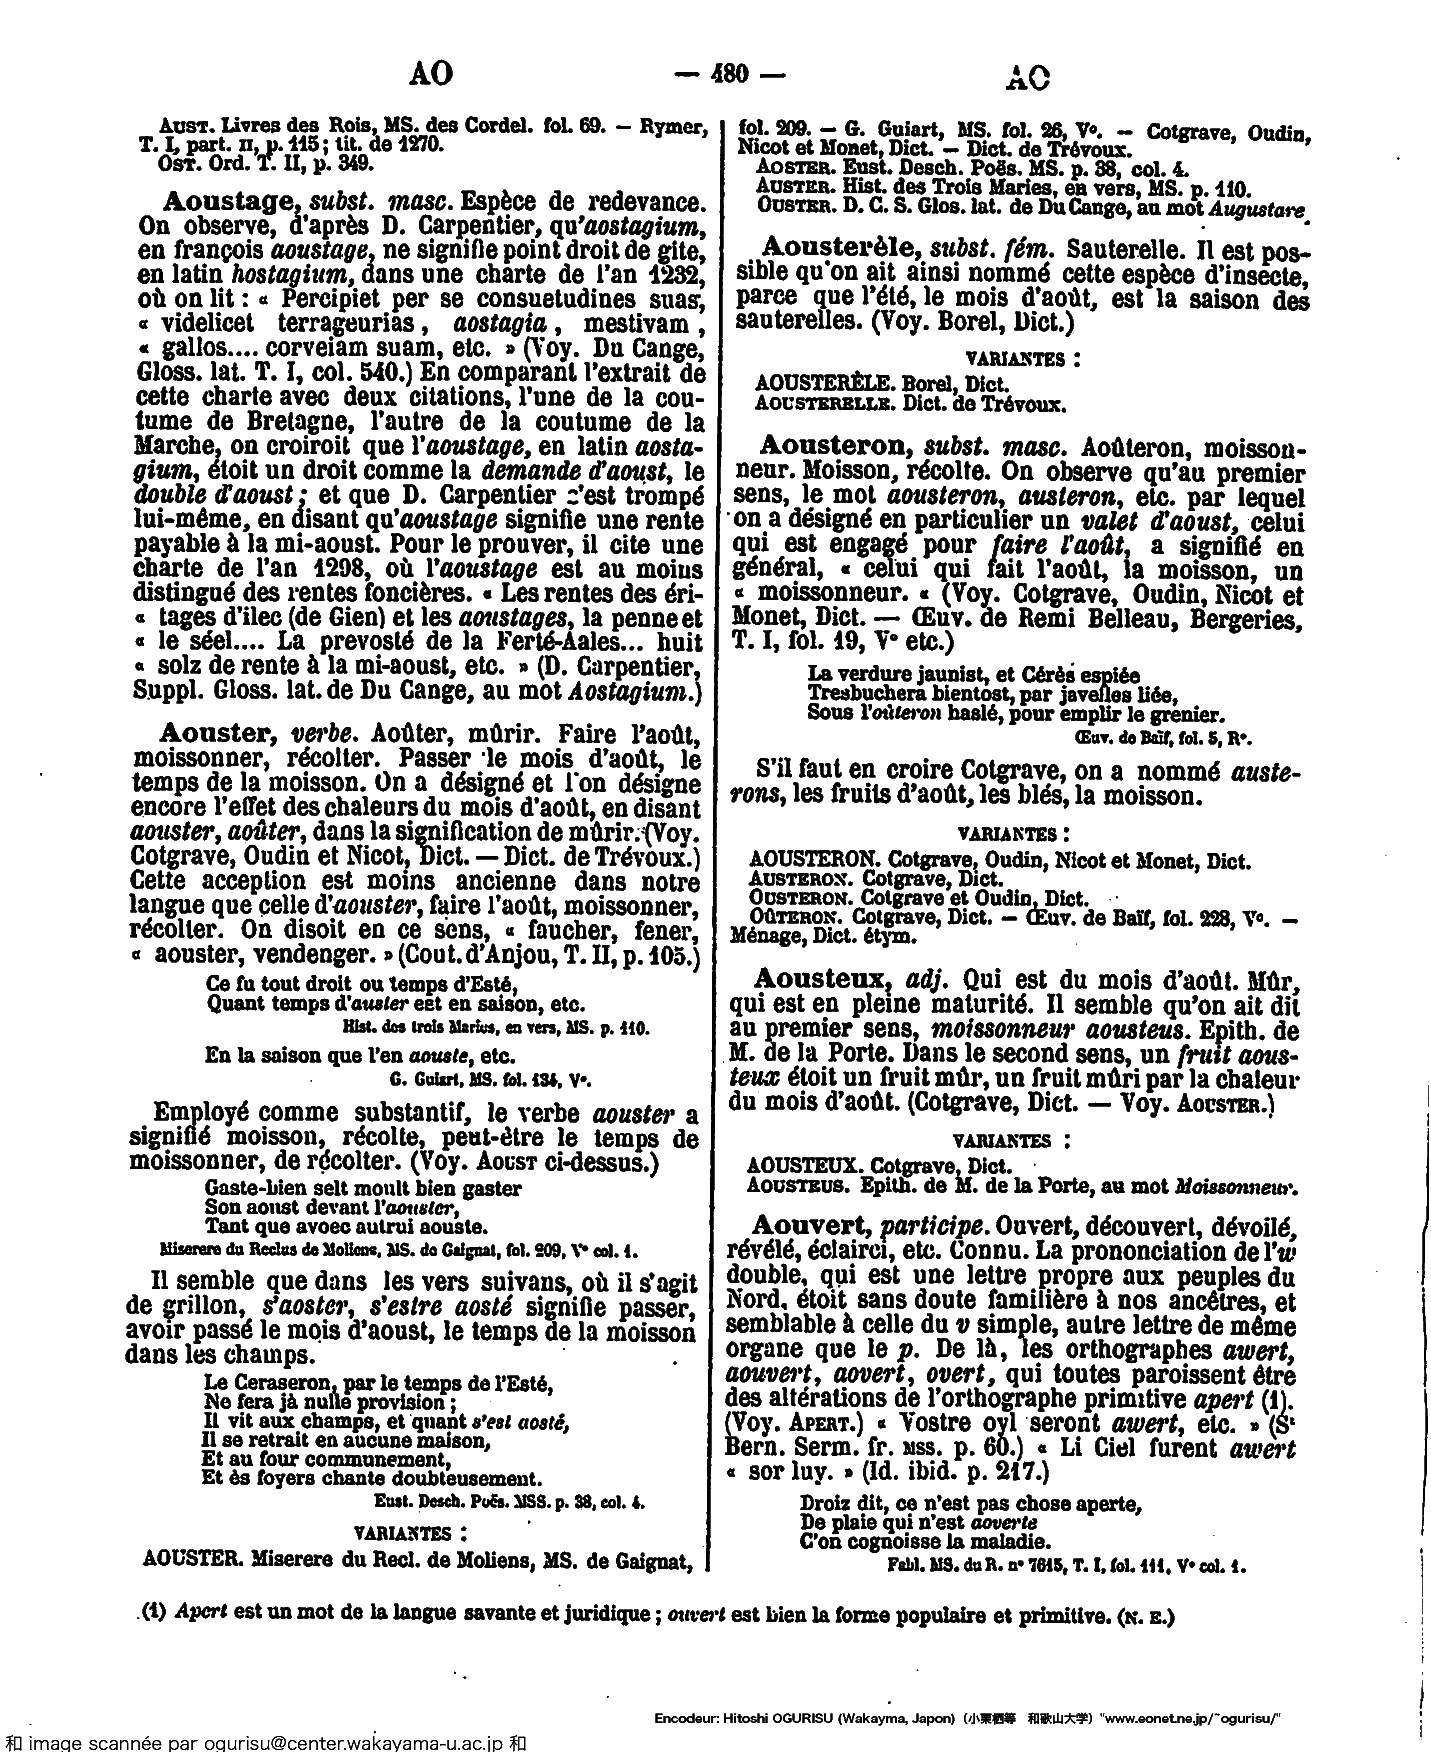 AO
— 480 —
AO
AUST. Livres des Rois, MS. des Cordel. fol. 69. — Rymer,
T. I, part. II, p. 115; tit. de 1270.
OST. Ord. T. II, p. 349.
Aoustage, subst. masc. Espèce de redevance.
On observe, d'après D. Carpentier, qu'aostagium,
en françois aoustage, ne signifie point droit de gite,
en latin hostagium, dans une charte de l'an 1232,
où on lit : « Percipiet per se consuetudines suas,
« videlicet terrageurias, aostagia, mestivam,
« gallos.... corveiam suam, etc. » (Voy. Du Cange,
Gloss. lat. T. I, col. 540.) En comparant l'extrait de
cette charte avec deux citations, l'une de la cou-
tume de Bretagne, l'autre de la coutume de la
Marche, on croiroit que l'aoustage, en latin aosta-
gium, étoit un droit comme la demande d'aoust, le
double d'aoust; et que D. Carpentier s'est trompé
lui-même, en disant qu'aoustage signifie une rente
payable à la mi-aoust. Pour le prouver, il cite une
charte de l'an 1298, où l'aoustage est au moins
distingué des rentes foncières. « Les rentes des éri-
« tages d'ilec (de Gien) et les aoustages, la penne et
« le séel.... La prevosté de la Ferté-Aales... huit
« solz de rente à la mi-aoust, etc. » (D. Carpentier,
Suppl. Gloss. lat. de Du Cange, au mot Aostagium.)
Aouster, verbe. Aoûter, mûrir. Faire l'août,
moissonner, récolter. Passer le mois d'août, le
temps de la moisson. On a désigné et l'on désigne
encore l'effet des chaleurs du mois d'août, en disant
aouster, aoûter, dans la signification de mûrir. (Voy.
Cotgrave, Oudin et Nicot, Dict. — Dict. de Trévoux.)
Cette acception est moins ancienne dans notre
langue que celle d'aouster, faire l'août, moissonner,
récolter. On disoit en ce sens, « faucher, fener,
« aouster, vendenger. » (Cout. d'Anjou, T. II, p. 105.)
Ce fu tout droit ou temps d'Esté,
Quant temps d'auster est en saison, etc.
Hist. des trois Maries, en vers, MS. p. 110.
En la saison que l'en aouste, etc.
G. Guiart, MS. fol. 134, V°.
Employé comme substantif, le verbe aouster a
signifié moisson, récolte, peut-être le temps de
moissonner, de récolter. (Voy. AOUST ci-dessus.)
Gaste-bien selt moult bien gaster
Son aoust devant l'aouster,
Tant que avoec autrui aouste.
Miserere du Reclus de Moliens, MS. de Gaignat, fol. 209, V° col. 1.
Il semble que dans les vers suivans, où il s'agit
de grillon, s'aoster, s'estre aosté signifie passer,
avoir passé le mois d'aoust, le temps de la moisson
dans les champs.
Le Ceraseron, par le temps de l'Esté,
Ne fera jà nulle provision;
Il vit aux champs, et quant s'est aosté,
Il se retrait en aucune maison,
Et au four communement,
Et ès foyers chante doubteusement.
Eust. Desch. Poës. MSS. p. 38, col. 4.
VARIANTES :
AOUSTER. Miserere du Recl. de Moliens, MS. de Gaignat,
fol. 209. — G. Guiart, MS. fol. 26, V°. — Cotgrave, Oudin,
Nicot et Monet, Dict. — Dict. de Trévoux.
AOSTER. Eust. Desch. Poës. MS. p. 38, col. 4.
AUSTER. Hist. des Trois Maries, en vers, MS. p. 110.
OUSTER. D. C. S. Glos. lat. de Du Cange, au mot Augustare.
Aousterèle, subst. fém. Sauterelle. Il est pos-
sible qu'on ait ainsi nommé cette espèce d'insecte,
parce que l'été, le mois d'août, est la saison des
sauterelles. (Voy. Borel, Dict.)
VARIANTES :
AOUSTERÈLE. Borel, Dict.
AOUSTERELLE. Dict. de Trévoux.
Aousteron, subst. masc. Aoûteron, moisson-
neur. Moisson, récolte. On observe qu'au premier
sens, le mot aousteron, austeron, etc. par lequel
on a désigné en particulier un valet d'aoust, celui
qui est engagé pour faire l'août, a signifié en
général, « celui qui fait l'août, la moisson, un
« moissonneur. « (Voy. Cotgrave, Oudin, Nicot et
Monet, Dict. — Œuv. de Remi Belleau, Bergeries,
T. I, fol. 19, V° etc.)
La verdure jaunist, et Cérès espiée
Tresbuchera bientost, par javelles liée,
Sous l'oûteron haslé, pour emplir le grenier.
Œuv. de Baïf, fol. 5, R°.
S'il faut en croire Cotgrave, on a nommé auste-
rons, les fruits d'août, les blés, la moisson.
VARIANTES :
AOUSTERON. Cotgrave, Oudin, Nicot et Monet, Dict.
AUSTERON. Cotgrave, Dict.
OUSTERON. Cotgrave et Oudin, Dict.
OÛTERON. Cotgrave, Dict. — Œuv. de Baïf, fol. 228, V°. —
Ménage, Dict. étym.
Aousteux, adj. Qui est du mois d'août. Mûr,
qui est en pleine maturité. Il semble qu'on ait dit
au premier sens, moissonneur aousteus. Epith. de
M. de la Porte. Dans le second sens, un fruit aous-
teux étoit un fruit mûr, un fruit mûri par la chaleur
du mois d'août. (Cotgrave, Dict. — Voy. AOUSTER.)
VARIANTES :
AOUSTEUX. Cotgrave, Dict.
AOUSTEUS. Epith. de M. de la Porte, au mot Moissonneur.
Aouvert, participe. Ouvert, découvert, dévoilé,
révélé, éclairci, etc. Connu. La prononciation de l'w
double, qui est une lettre propre aux peuples du
Nord, étoit sans doute familière à nos ancêtres, et
semblable à celle du v simple, autre lettre de même
organe que le p. De là, les orthographes awert,
aouvert, aovert, overt, qui toutes paroissent être
des altérations de l'orthographe primitive apert (1).
(Voy. APERT.) « Vostre oyl seront awert, etc. » (St
Bern. Serm. fr. MSS. p. 60.) « Li Ciel furent awert
« sor luy. » (Id. ibid. p. 217.)
Droiz dit, ce n'est pas chose aperte,
De plaie qui n'est aoverte
C'on cognoisse la maladie.
Fabl. MS. du R. n° 7615, T. I, fol. 111, V° col. 1.
(1) Apert est un mot de la langue savante et juridique; ouvert est bien la forme populaire et primitive. (N. E.)
Encodeur: Hitoshi OGURISU (Wakayma, Japon) (小栗栖等 和歌山大学) "www.eonet.ne.jp/~ogurisu/"
和 image scannée par ogurisu@center.wakayama-u.ac.jp 和